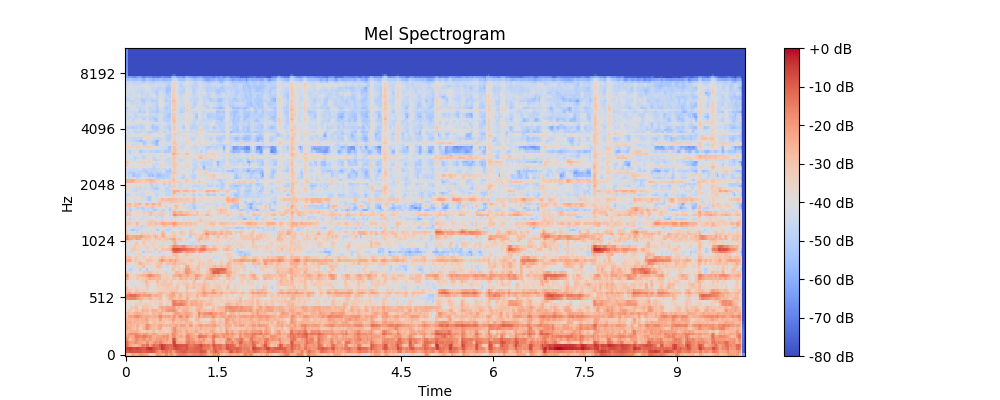 Mel Spectrogram
Hz
8192
4096
2048
1024
512
0
0
1.5
3
4.5
6
7.5
9
Time
+0 dB
-10 dB
-20 dB
-30 dB
-40 dB
-50 dB
-60 dB
-70 dB
-80 dB